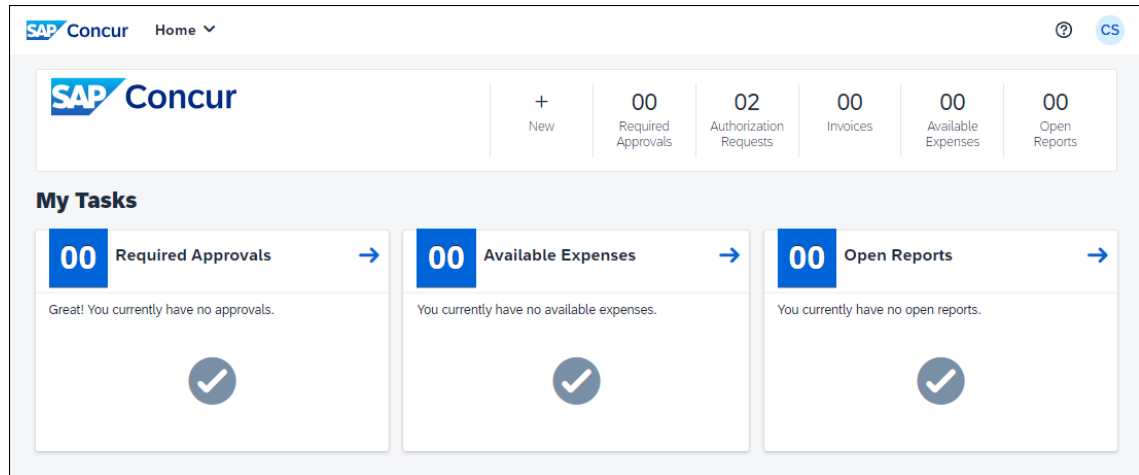 SAP Concur Home CS
SAP Concur
+ 00 02 00 00 00
New Required Authorization Invoices Available Open
Approvals Requests Expenses Reports
My Tasks
00 Required Approvals 00 Available Expenses 00 Open Reports
Great! You currently have no approvals. You currently have no available expenses. You currently have no open reports.